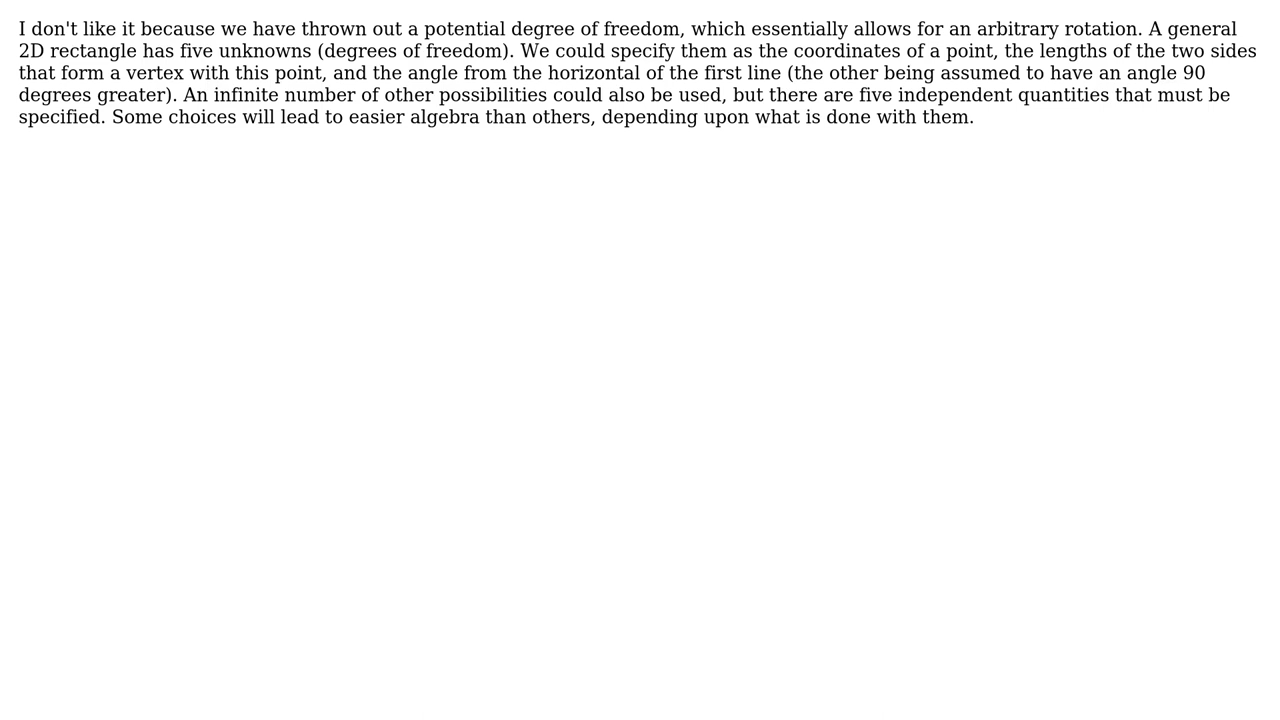 I don't like it because we have thrown out a potential degree of freedom, which essentially allows for an arbitrary rotation. A general
2D rectangle has five unknowns (degrees of freedom). We could specify them as the coordinates of a point, the lengths of the two sides
that form a vertex with this point, and the angle from the horizontal of the first line (the other being assumed to have an angle 90
degrees greater). An infinite number of other possibilities could also be used, but there are five independent quantities that must be
specified. Some choices will lead to easier algebra than others, depending upon what is done with them.